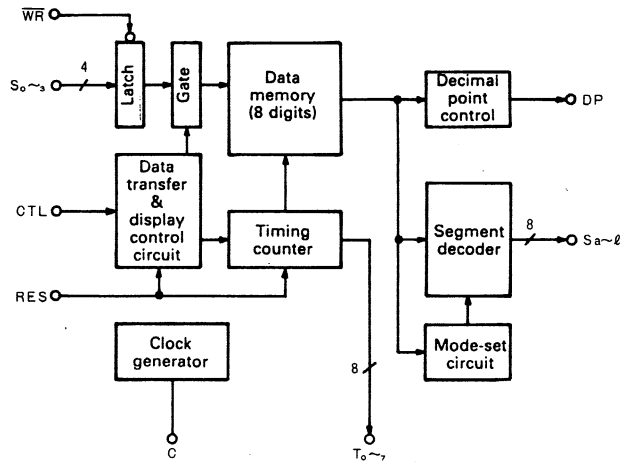 W̅R̅
S₀~₃
4
Latch
Gate
Data
memory
(8 digits)
Decimal
point
control
DP
CTL
Data
transfer
&
display
control
circuit
Timing
counter
Segment
decoder
8
Sa~ℓ
RES
Mode-set
circuit
Clock
generator
8
C
T₀~₇